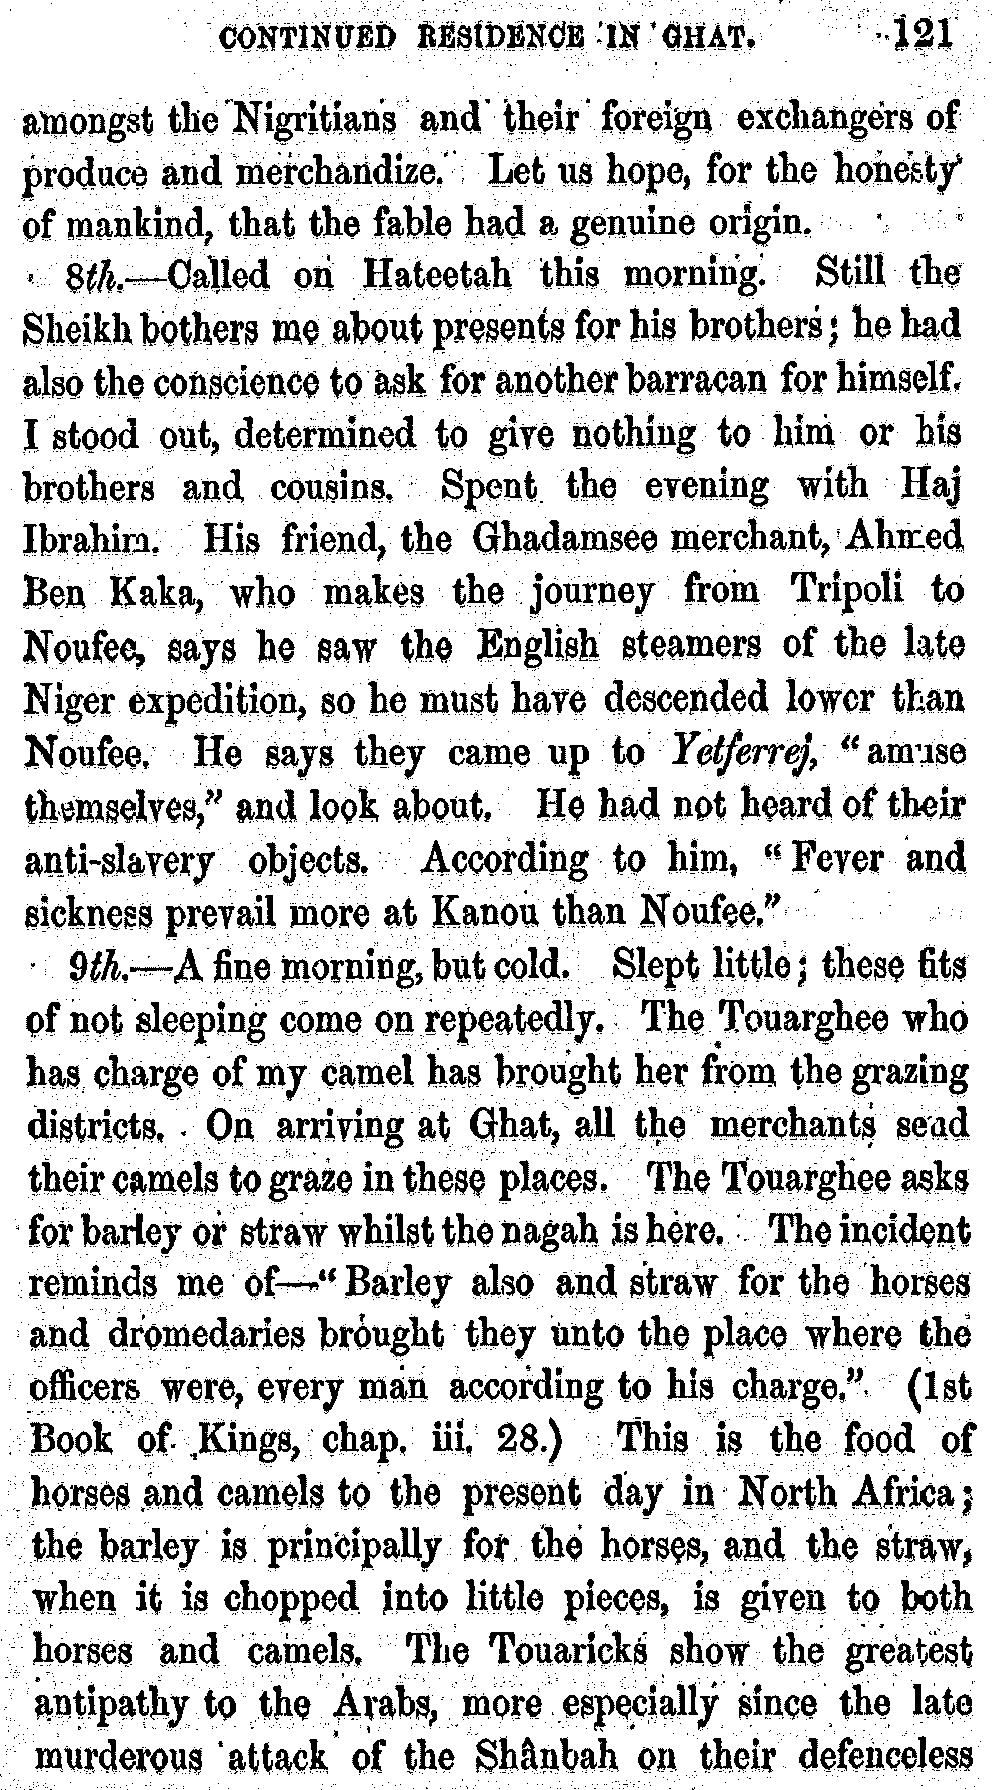 CONTINUED RESIDENCE IN GHAT. 121
amongst the Nigritians and their foreign exchangers of
produce and merchandize. Let us hope, for the honesty
of mankind, that the fable had a genuine origin.
8th.—Called on Hateetah this morning. Still the
Sheikh bothers me about presents for his brothers; he had
also the conscience to ask for another barracan for himself.
I stood out, determined to give nothing to him or his
brothers and cousins. Spent the evening with Haj
Ibrahim. His friend, the Ghadamsee merchant, Ahmed
Ben Kaka, who makes the journey from Tripoli to
Noufee, says he saw the English steamers of the late
Niger expedition, so he must have descended lower than
Noufee. He says they came up to Yetferrej, “amuse
themselves,” and look about. He had not heard of their
anti-slavery objects. According to him, “Fever and
sickness prevail more at Kanou than Noufee.”
9th.—A fine morning, but cold. Slept little; these fits
of not sleeping come on repeatedly. The Touarghee who
has charge of my camel has brought her from the grazing
districts. On arriving at Ghat, all the merchants send
their camels to graze in these places. The Touarghee asks
for barley or straw whilst the nagah is here. The incident
reminds me of—“Barley also and straw for the horses
and dromedaries brought they unto the place where the
officers were, every man according to his charge.” (1st
Book of Kings, chap. iii. 28.) This is the food of
horses and camels to the present day in North Africa;
the barley is principally for the horses, and the straw,
when it is chopped into little pieces, is given to both
horses and camels. The Touaricks show the greatest
antipathy to the Arabs, more especially since the late
murderous attack of the Shânbah on their defenceless